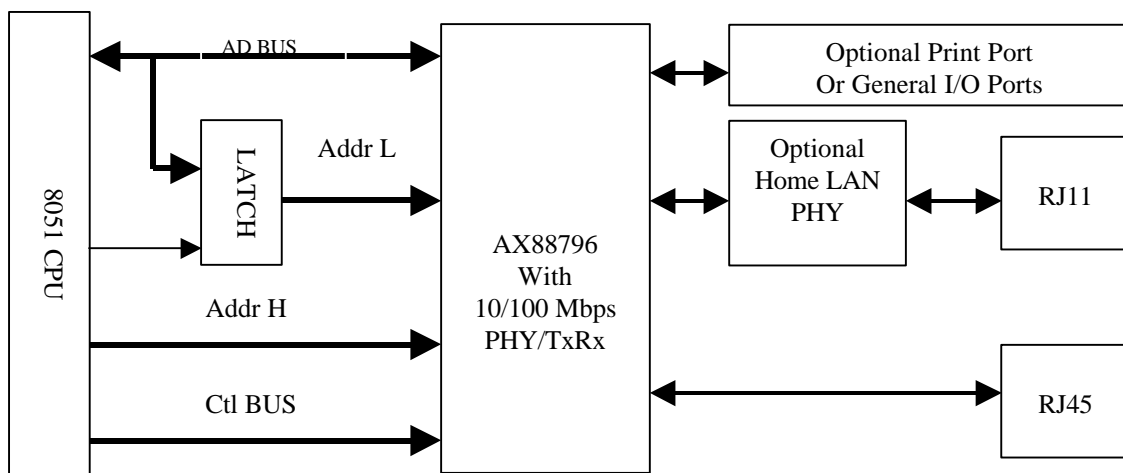 AD BUS
Optional Print Port
Or General I/O Ports
LATCH
Addr L
Optional
Home LAN
PHY
RJ11
8051 CPU
AX88796
With
10/100 Mbps
PHY/TxRx
Addr H
Ctl BUS
RJ45